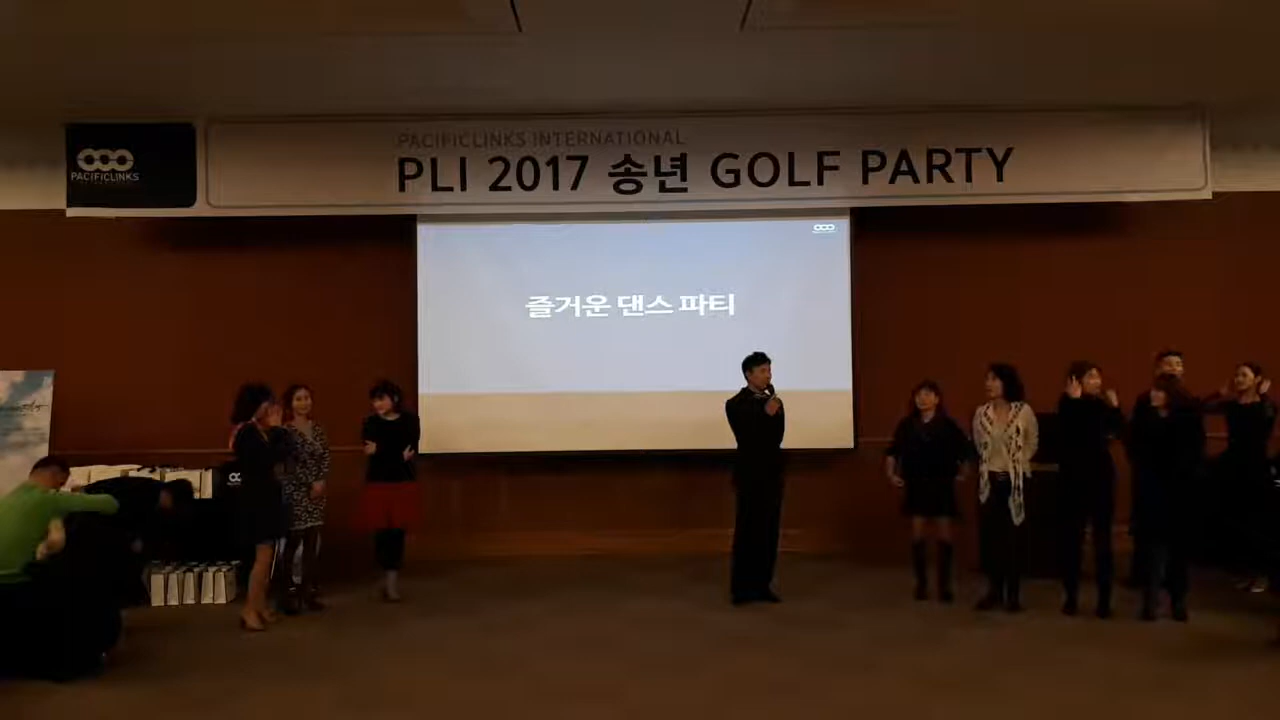 PACIFICLINKS
PACIFICLINKS INTERNATIONAL
PLI 2017 송년 GOLF PARTY
즐거운 댄스 파티